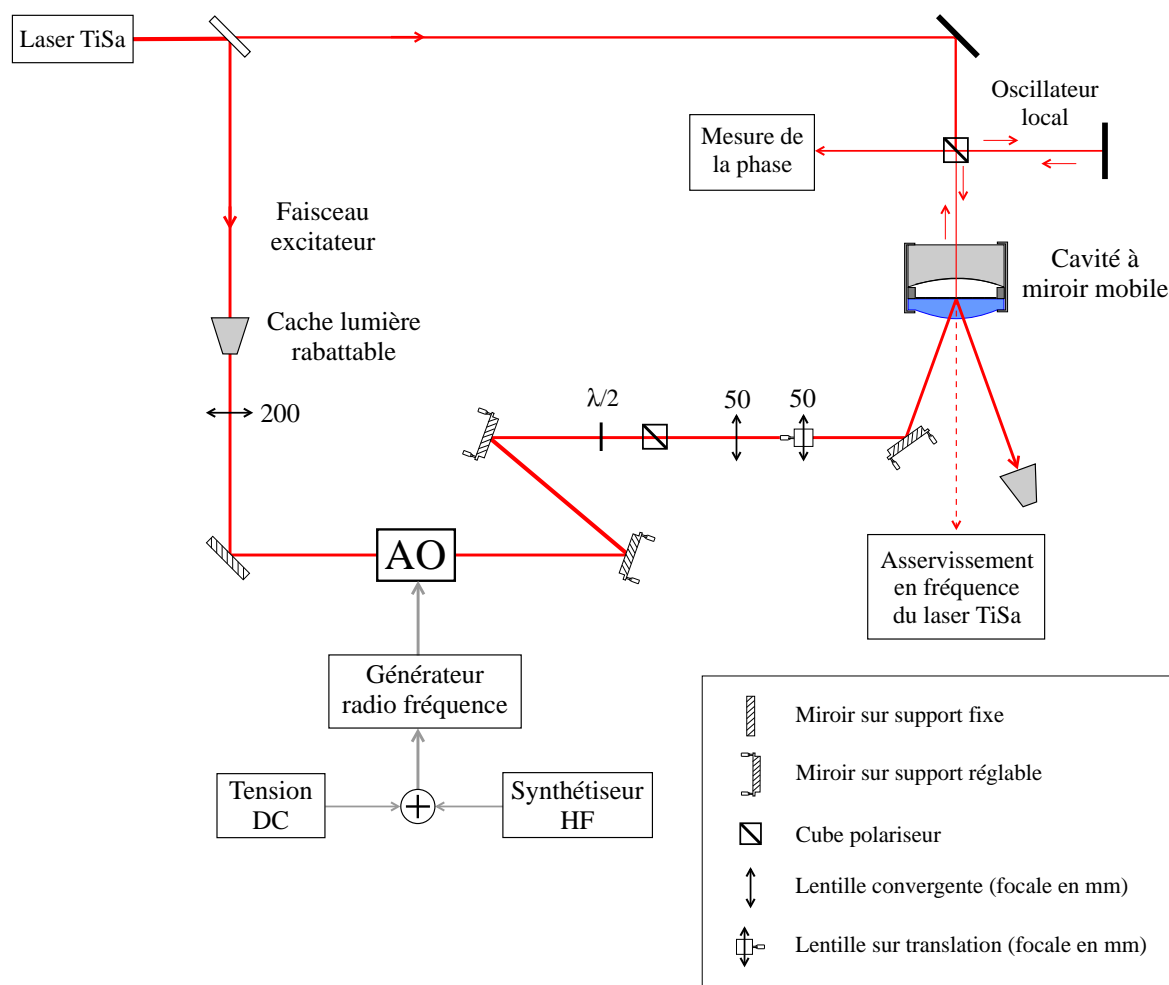 Laser TiSa
Oscillateur
local
Mesure de
la phase
Faisceau
excitateur
Cavité à
miroir mobile
Cache lumière
rabattable
200
λ/2
50
50
AO
Asservissement
en fréquence
du laser TiSa
Générateur
radio fréquence
Tension
DC
+
Synthétiseur
HF
Miroir sur support fixe
Miroir sur support réglable
Cube polariseur
Lentille convergente (focale en mm)
Lentille sur translation (focale en mm)